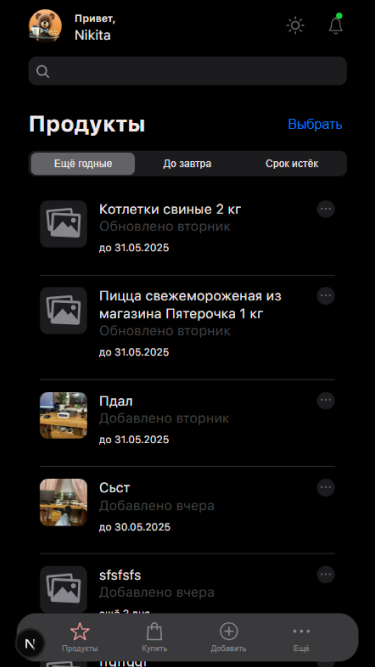 Привет,
Nikita
Продукты
Выбрать
Ещё годные
До завтра
Срок истёк
Котлетки свиные 2 кг
Обновлено вторник
до 31.05.2025
Пицца свежемороженая из
магазина Пятерочка 1 кг
Обновлено вторник
до 31.05.2025
Пдал
Добавлено вторник
до 31.05.2025
Сьст
Добавлено вчера
до 30.05.2025
sfsfsfs
Добавлено вчера
N
Продукты
Купить
Добавить
Ещё